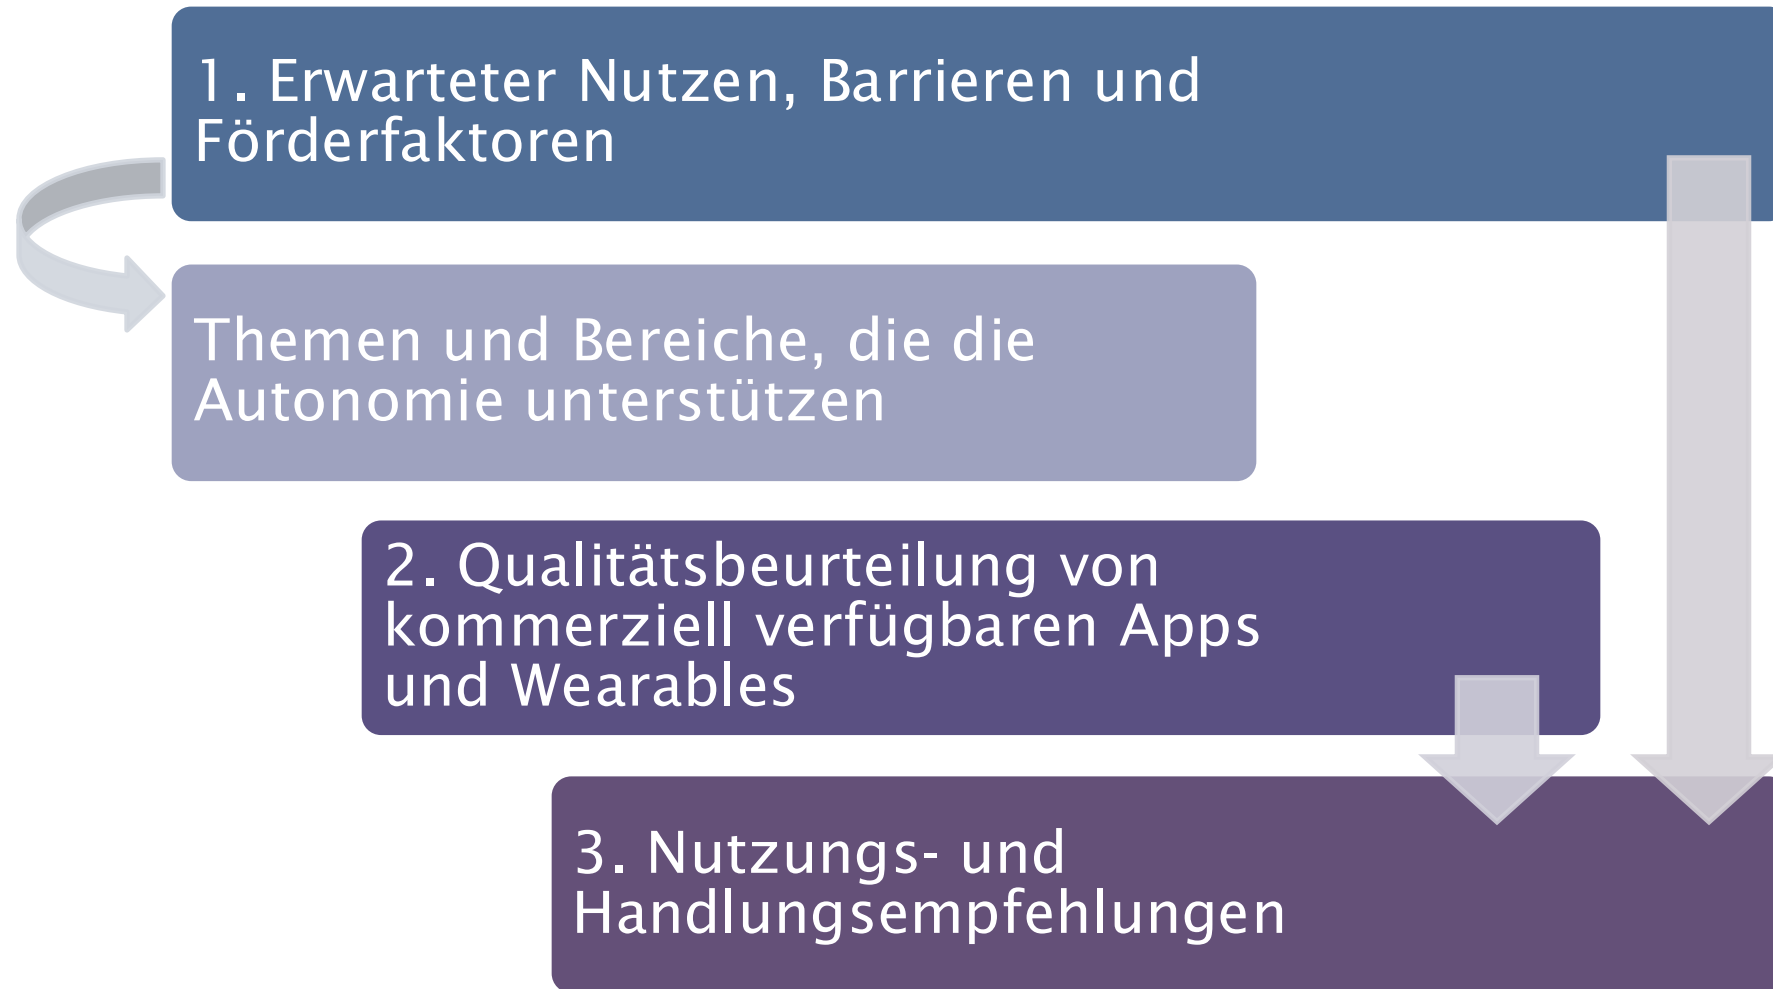 1. Erwarteter Nutzen, Barrieren und
Förderfaktoren
Themen und Bereiche, die die
Autonomie unterstützen
2. Qualitätsbeurteilung von
kommerziell verfügbaren Apps
und Wearables
3. Nutzungs- und
Handlungsempfehlungen